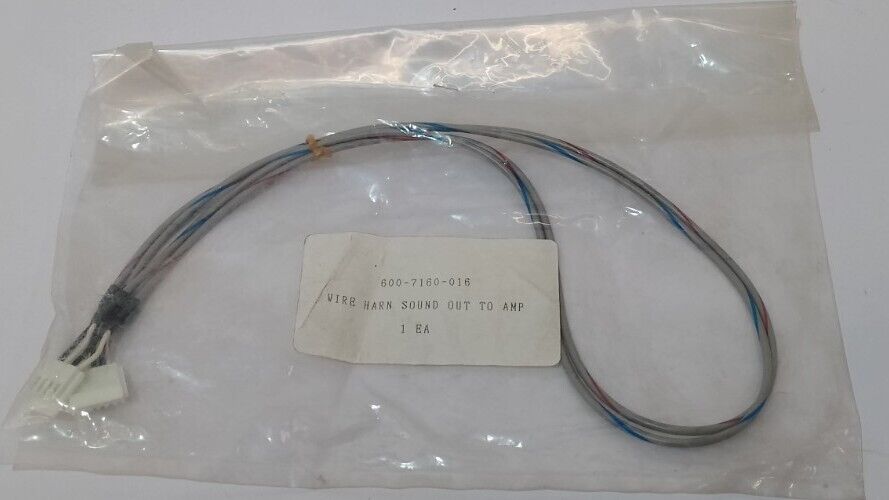 600-7160-016
WIRE HARN SOUND OUT TO AMP
1 EA